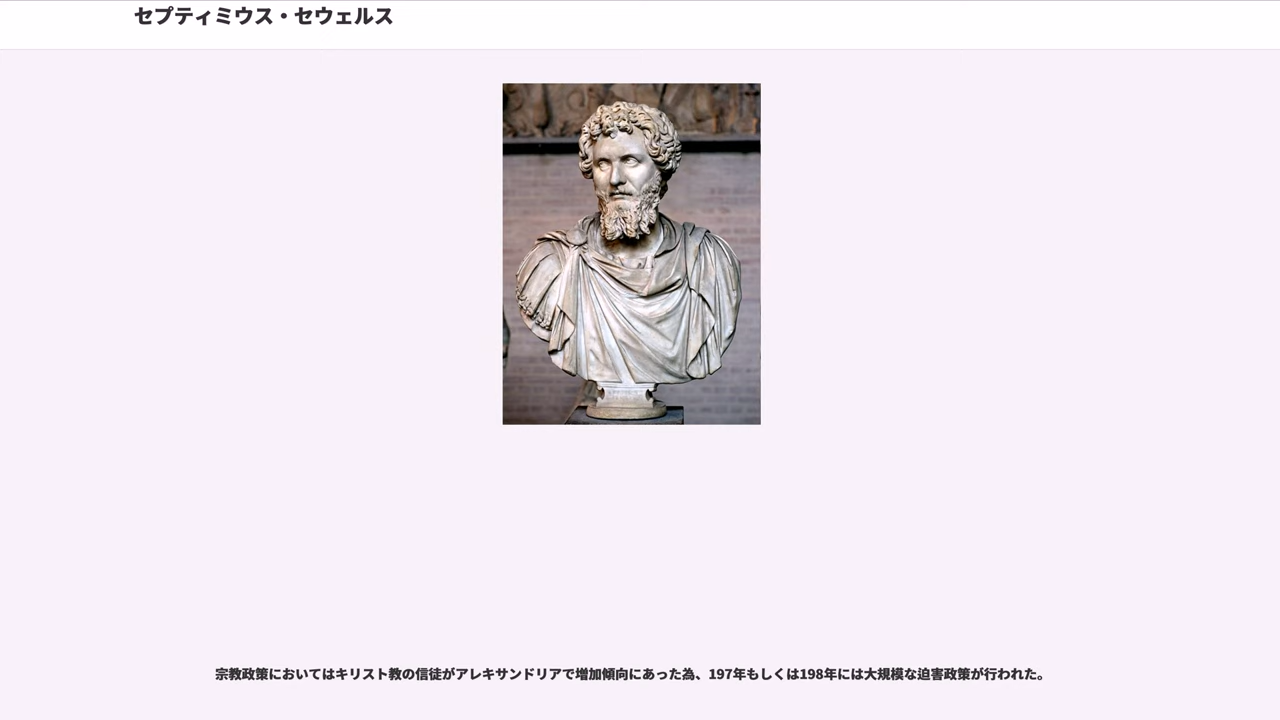 セプティミウス・セウェルス
宗教政策においてはキリスト教の信徒がアレキサンドリアで増加傾向にあった為、197年もしくは198年には大規模な迫害政策が行われた。